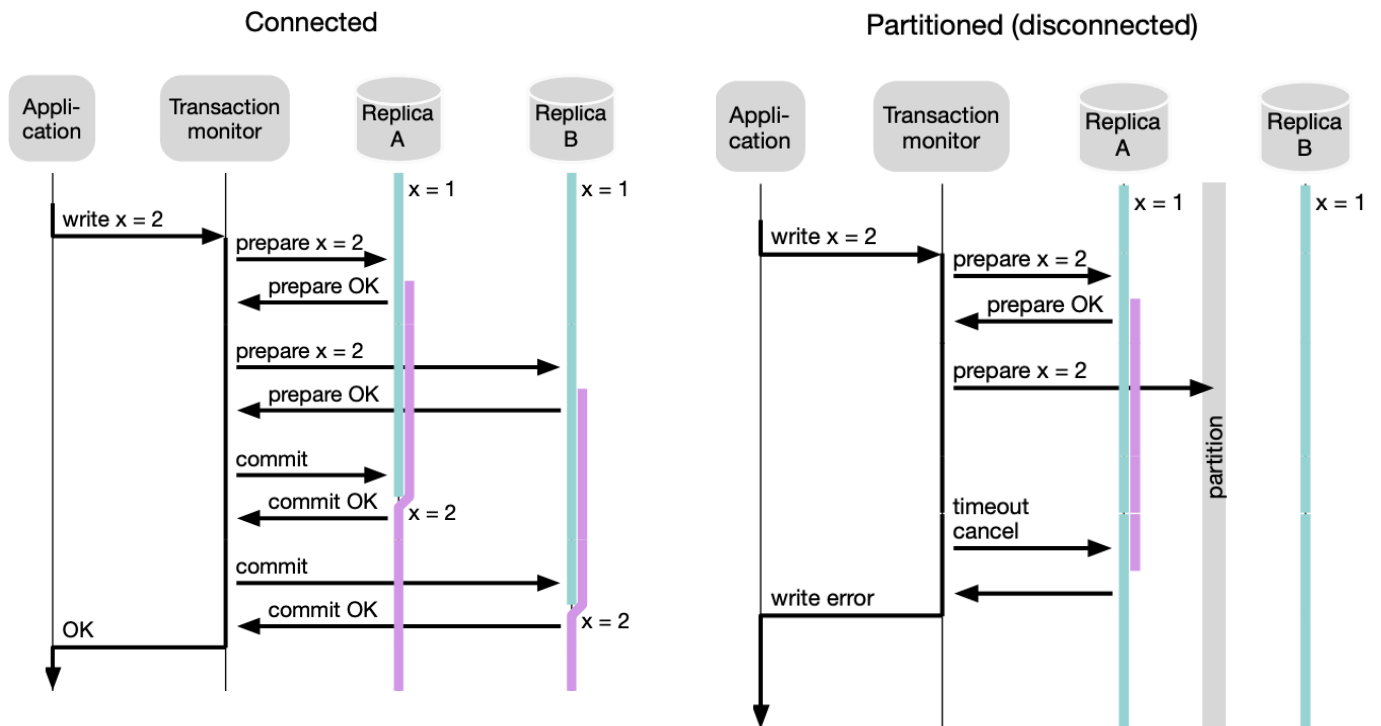 Connected
Appli-
cation
Transaction
monitor
Replica
A
Replica
B
x = 1
x = 1
write x = 2
prepare x = 2
prepare OK
prepare x = 2
prepare OK
commit
commit OK
x = 2
commit
commit OK
x = 2
OK
Partitioned (disconnected)
Appli-
cation
Transaction
monitor
Replica
A
Replica
B
x = 1
x = 1
write x = 2
prepare x = 2
prepare OK
prepare x = 2
partition
timeout
cancel
write error